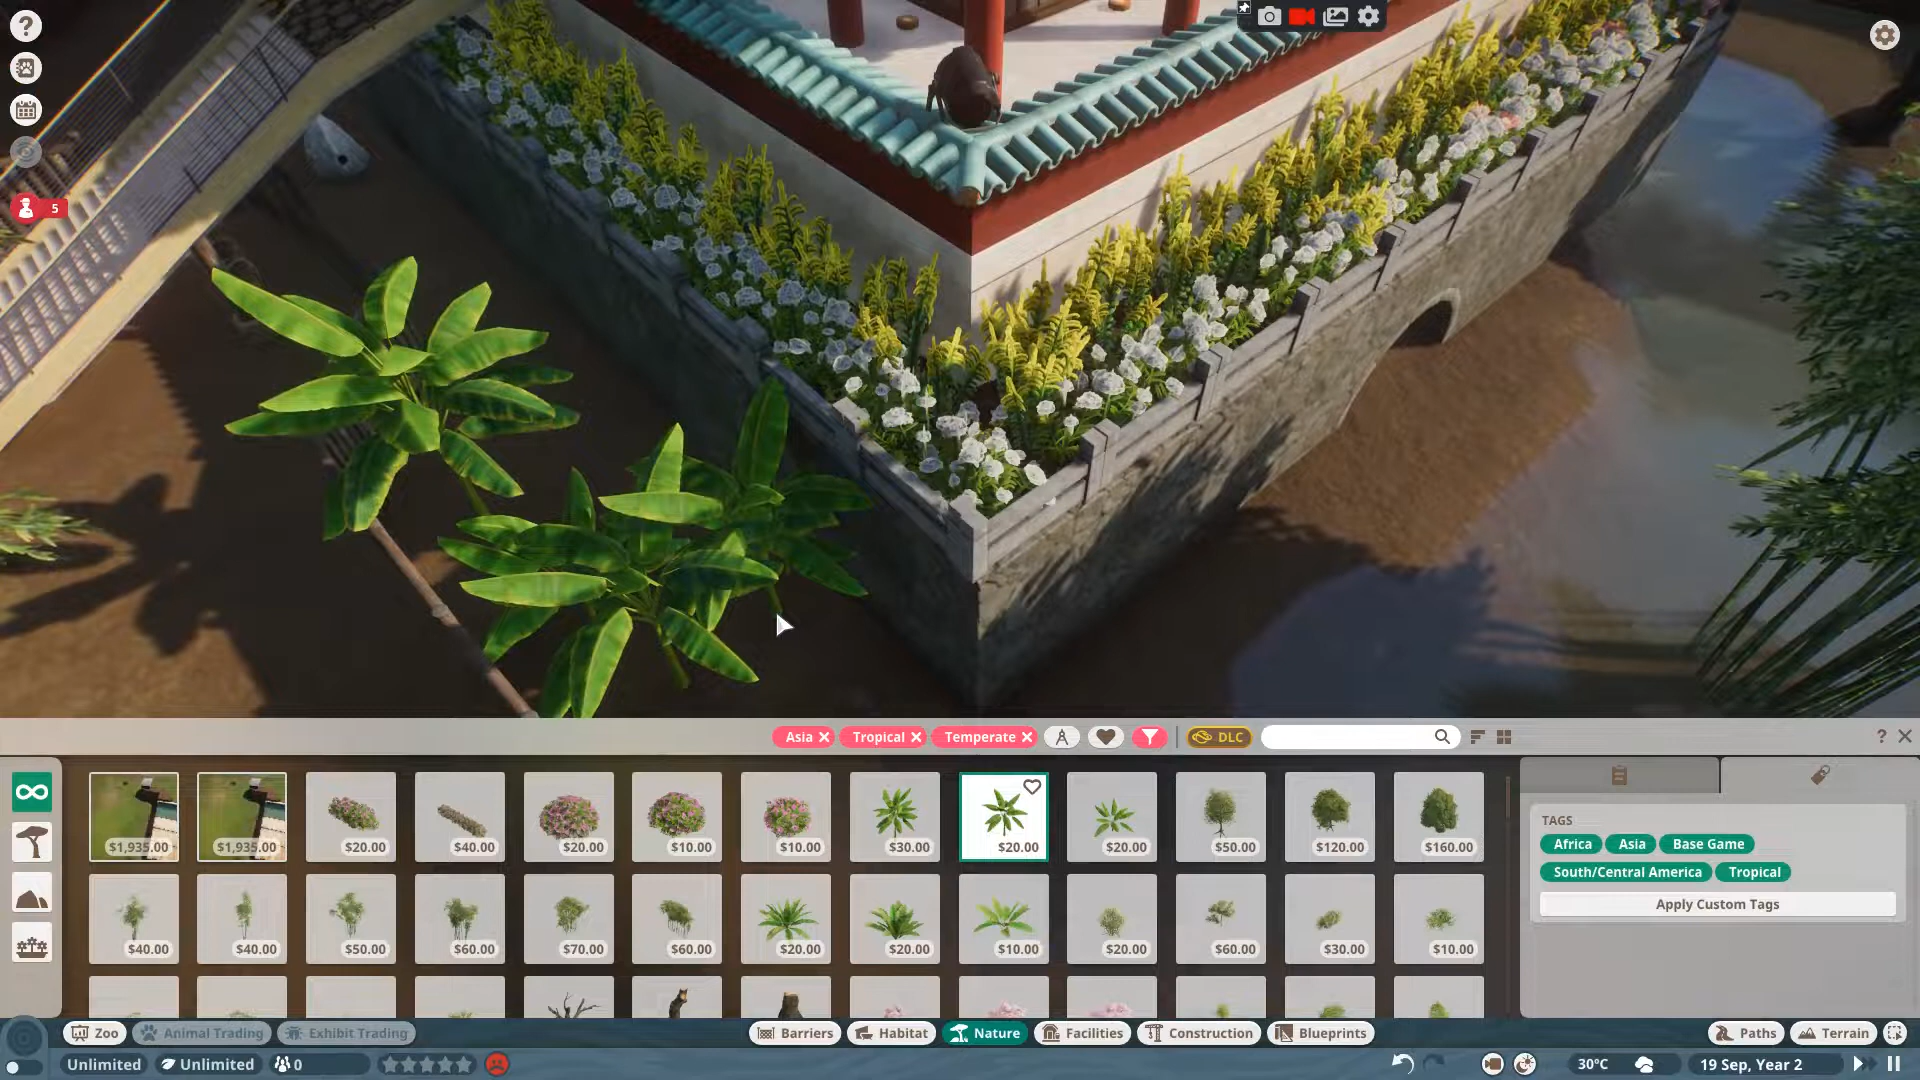 ?
5
Asia ✕ Tropical ✕ Temperate ✕ DLC ? ✕
$1,935.00 $1,935.00 $20.00 $40.00 $20.00 $10.00 $10.00 $30.00 $20.00 $20.00 $50.00 $120.00 $160.00
$40.00 $40.00 $50.00 $60.00 $70.00 $60.00 $20.00 $20.00 $10.00 $20.00 $60.00 $30.00 $10.00
TAGS
Africa Asia Base Game
South/Central America Tropical
Apply Custom Tags
Zoo Animal Trading Exhibit Trading Barriers Habitat Nature Facilities Construction Blueprints Paths Terrain
Unlimited Unlimited 0 30°C 19 Sep, Year 2